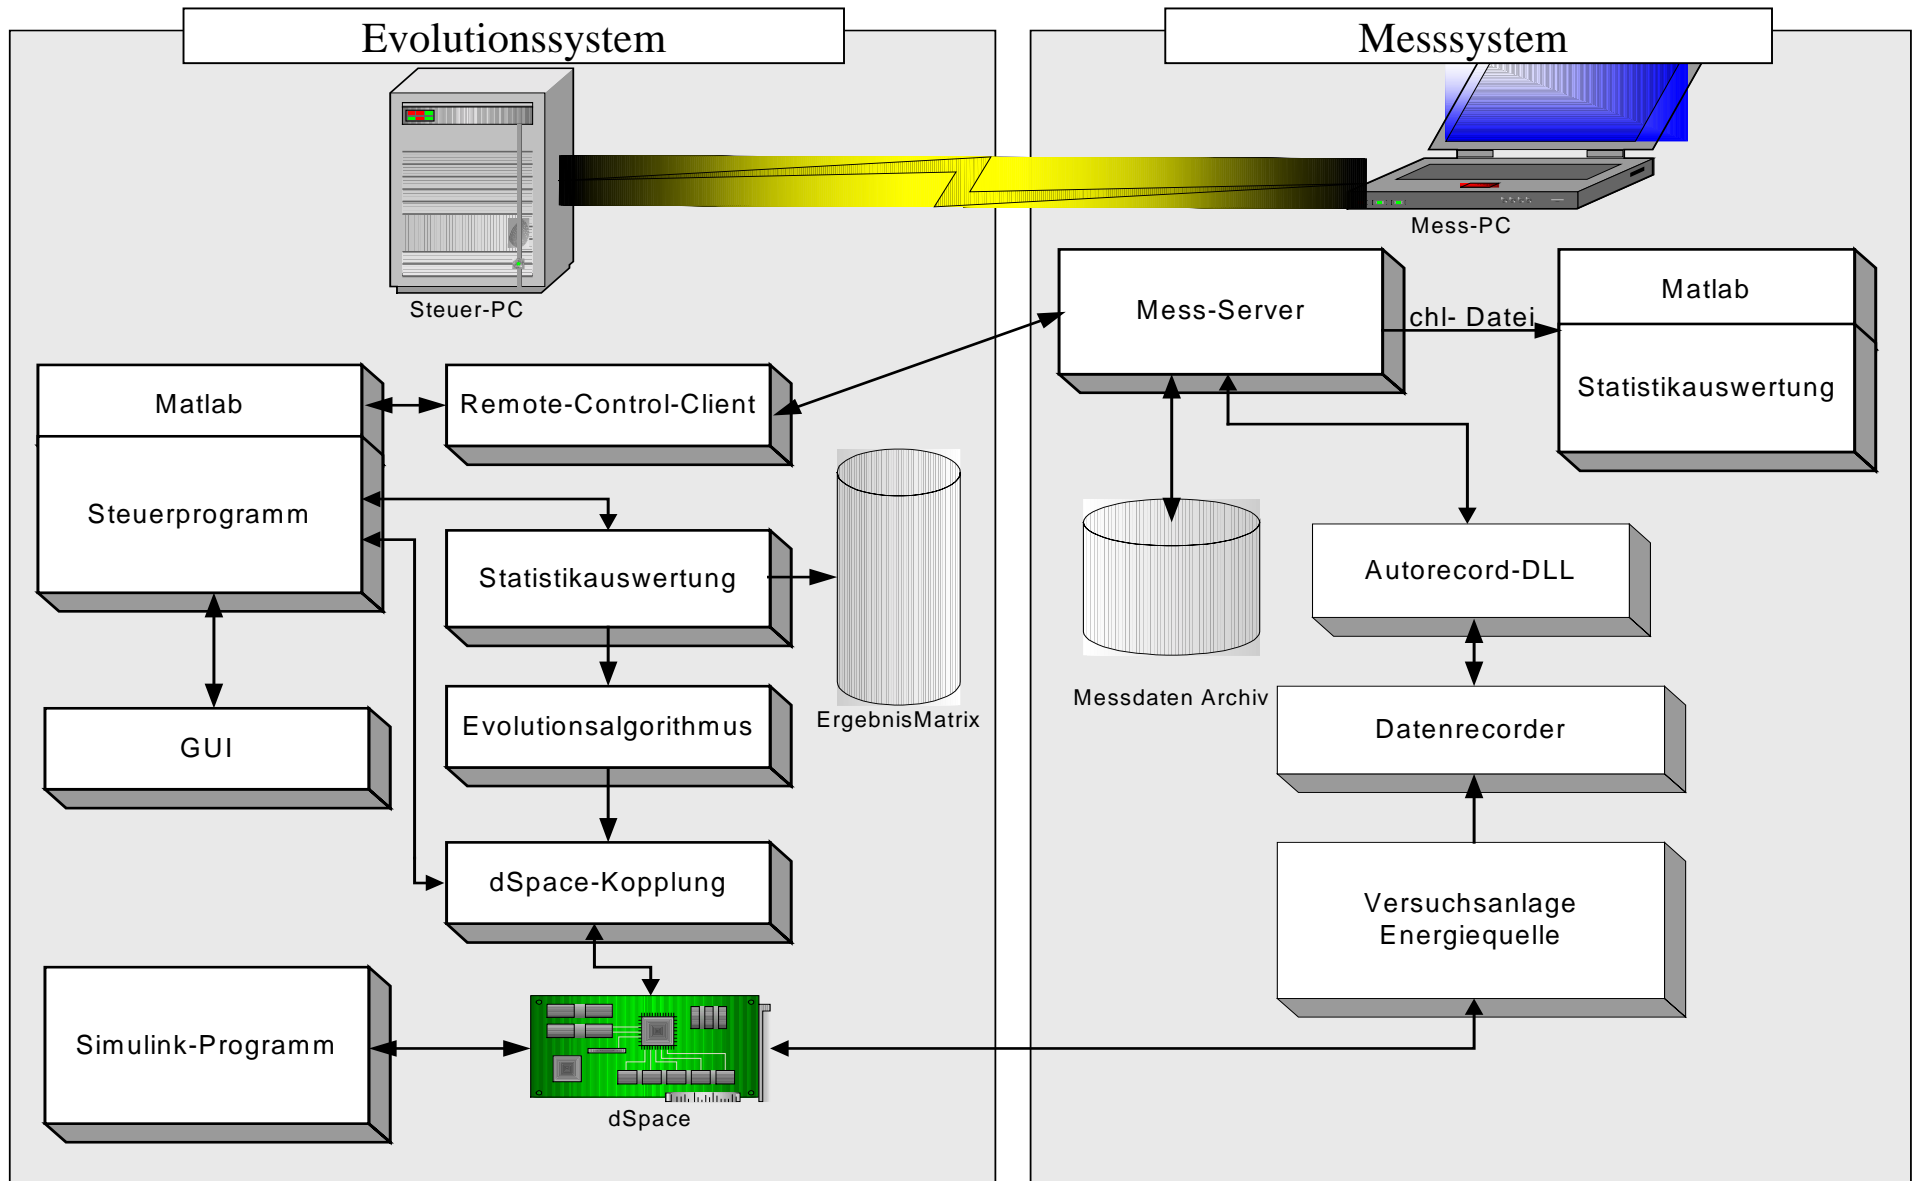 Evolutionssystem
Steuer-PC
Matlab
Remote-Control-Client
Steuerprogramm
Statistikauswertung
ErgebnisMatrix
Evolutionsalgorithmus
GUI
dSpace-Kopplung
Simulink-Programm
dSpace
Messsystem
Mess-PC
Mess-Server
chl- Datei
Matlab
Statistikauswertung
Messdaten Archiv
Autorecord-DLL
Datenrecorder
Versuchsanlage
Energiequelle